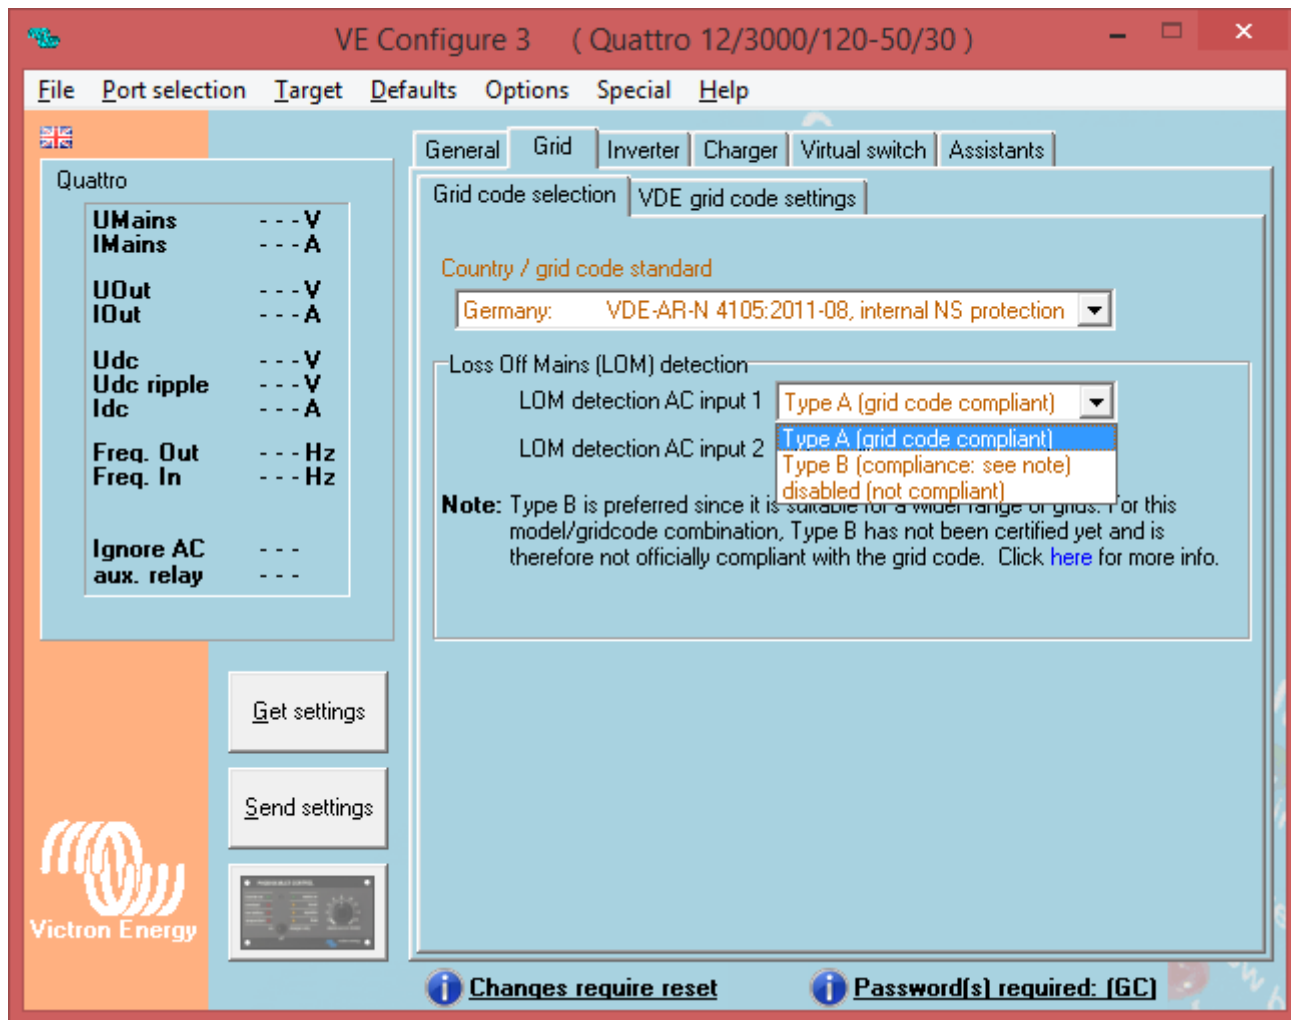 VE Configure 3 ( Quattro 12/3000/120-50/30 )
File Port selection Target Defaults Options Special Help
General Grid Inverter Charger Virtual switch Assistants
Grid code selection VDE grid code settings
Quattro
UMains - - - V
IMains - - - A
UOut - - - V
IOut - - - A
Udc - - - V
Udc ripple - - - V
Idc - - - A
Freq. Out - - - Hz
Freq. In - - - Hz
Ignore AC - - -
aux. relay - - -
Country / grid code standard
Germany: VDE-AR-N 4105:2011-08, internal NS protection
Loss Off Mains (LOM) detection
LOM detection AC input 1 Type A (grid code compliant)
Type A (grid code compliant)
LOM detection AC input 2
Type B (compliance: see note)
disabled (not compliant)
Note: Type B is preferred since it is suitable for a wider range of grids. For this
model/gridcode combination, Type B has not been certified yet and is
therefore not officially compliant with the grid code. Click here for more info.
Get settings
Send settings
Victron Energy
Changes require reset Password(s) required: (GC)